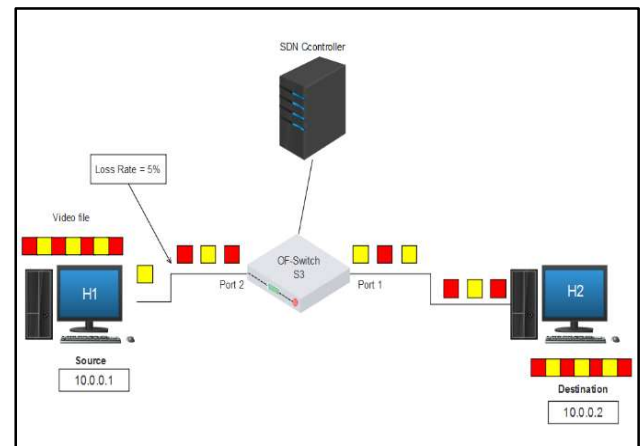 SDN Ccontroller
Loss Rate = 5%
Video file
H1
Port 2
OF-Switch
S3
Port 1
H2
Source
10.0.0.1
Destination
10.0.0.2